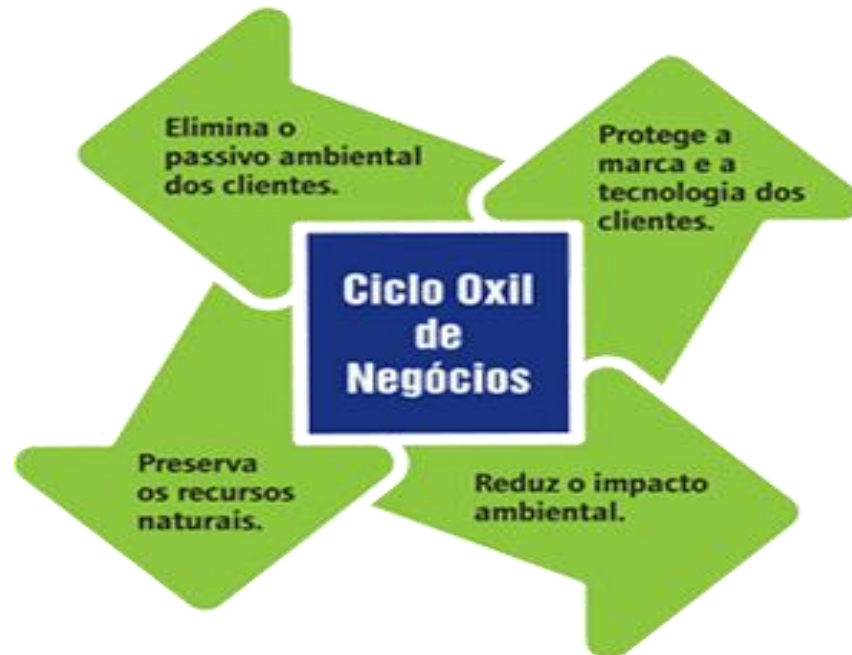 Elimina o
passivo ambiental
dos clientes.
Protege a
marca e a
tecnologia dos
clientes.
Ciclo Oxil
de
Negócios
Preserva
os recursos
naturais.
Reduz o impacto
ambiental.